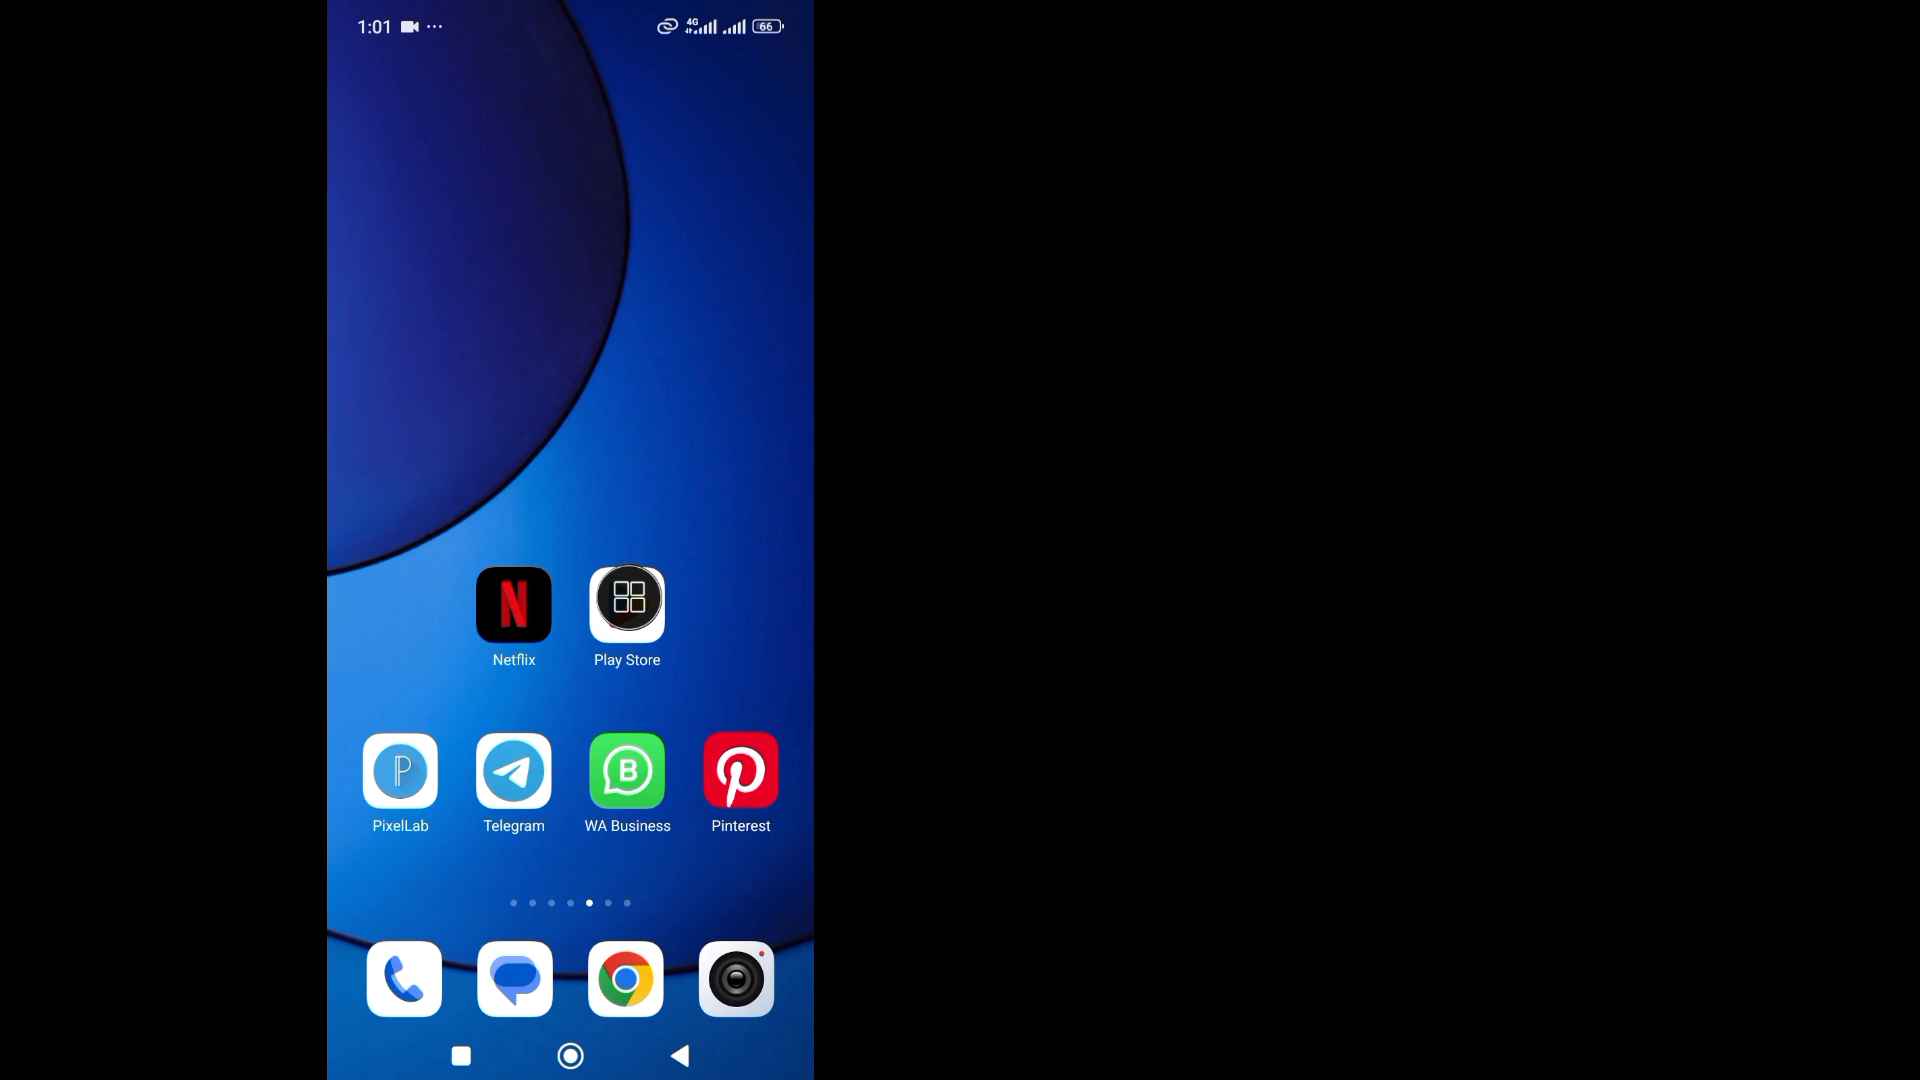 1:01
4G
66
Netflix Play Store
PixelLab Telegram WA Business Pinterest